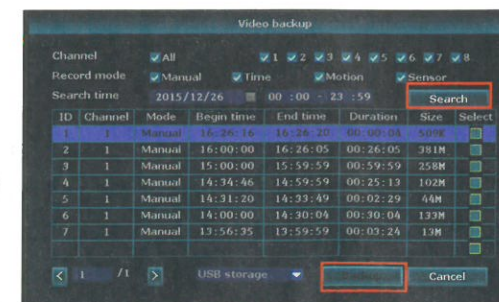 Video backup
Channel All 1 2 3 4 5 6 7 8
Record mode Manual Time Motion Sensor
Search time 2015/12/26 00 :00 - 23 :59 Search
ID Channel Mode Begin time End time Duration Size Select
1 1 Manual 16:26:16 16:26:20 00:00:04 509K
2 1 Manual 16:00:00 16:26:05 00:26:05 381M
3 1 Manual 15:00:00 15:59:59 00:59:59 258M
4 1 Manual 14:34:46 14:59:59 00:25:13 102M
5 1 Manual 14:31:20 14:33:49 00:02:29 44M
6 1 Manual 14:00:00 14:30:04 00:30:04 133M
7 1 Manual 13:56:35 13:59:59 00:03:24 13M
< 1 /1 > USB storage Cancel